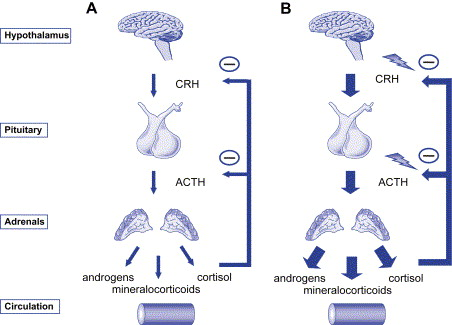 A
B
Hypothalamus
CRH
CRH
Pituitary
ACTH
ACTH
Adrenals
androgens
cortisol
mineralocorticoids
androgens
cortisol
mineralocorticoids
Circulation